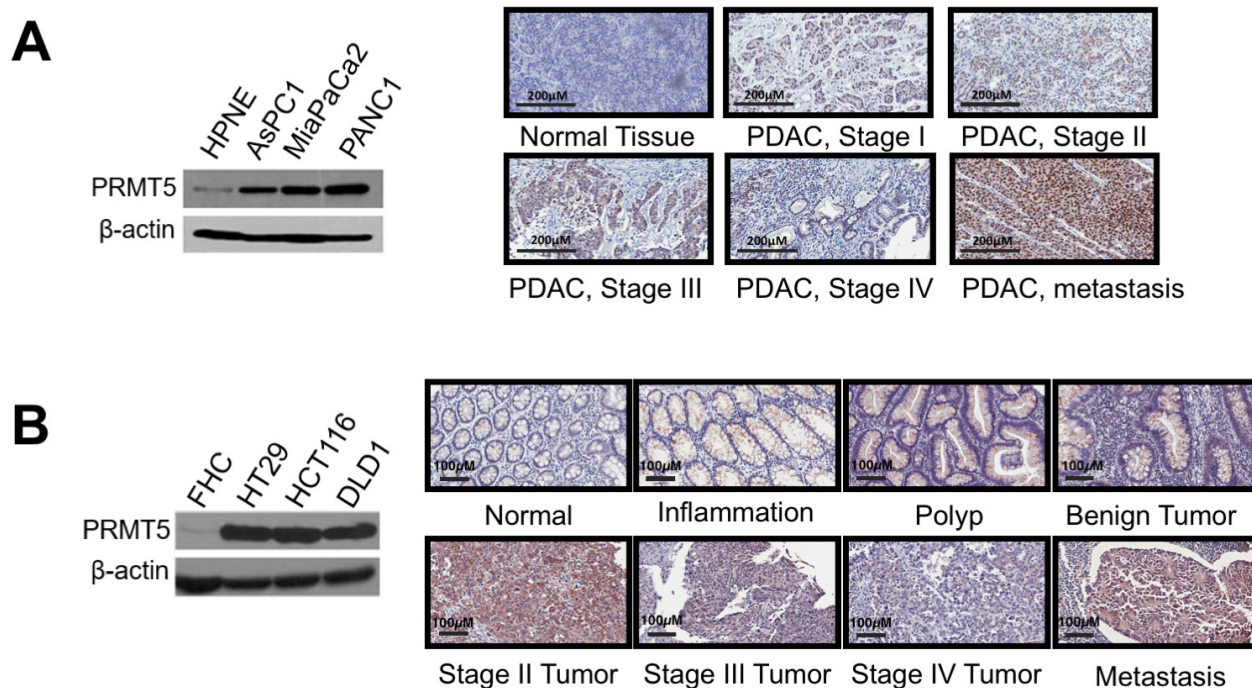 A
HPNE
AsPC1
MiaPaCa2
PANC1
PRMT5
β-actin
200µM
200µM
200µM
Normal Tissue
PDAC, Stage I
PDAC, Stage II
200µM
200µM
200µM
PDAC, Stage III
PDAC, Stage IV
PDAC, metastasis
B
FHC
HT29
HCT116
DLD1
PRMT5
β-actin
100µM
100µM
100µM
100µM
Normal
Inflammation
Polyp
Benign Tumor
100µM
100µM
100µM
100µM
Stage II Tumor
Stage III Tumor
Stage IV Tumor
Metastasis